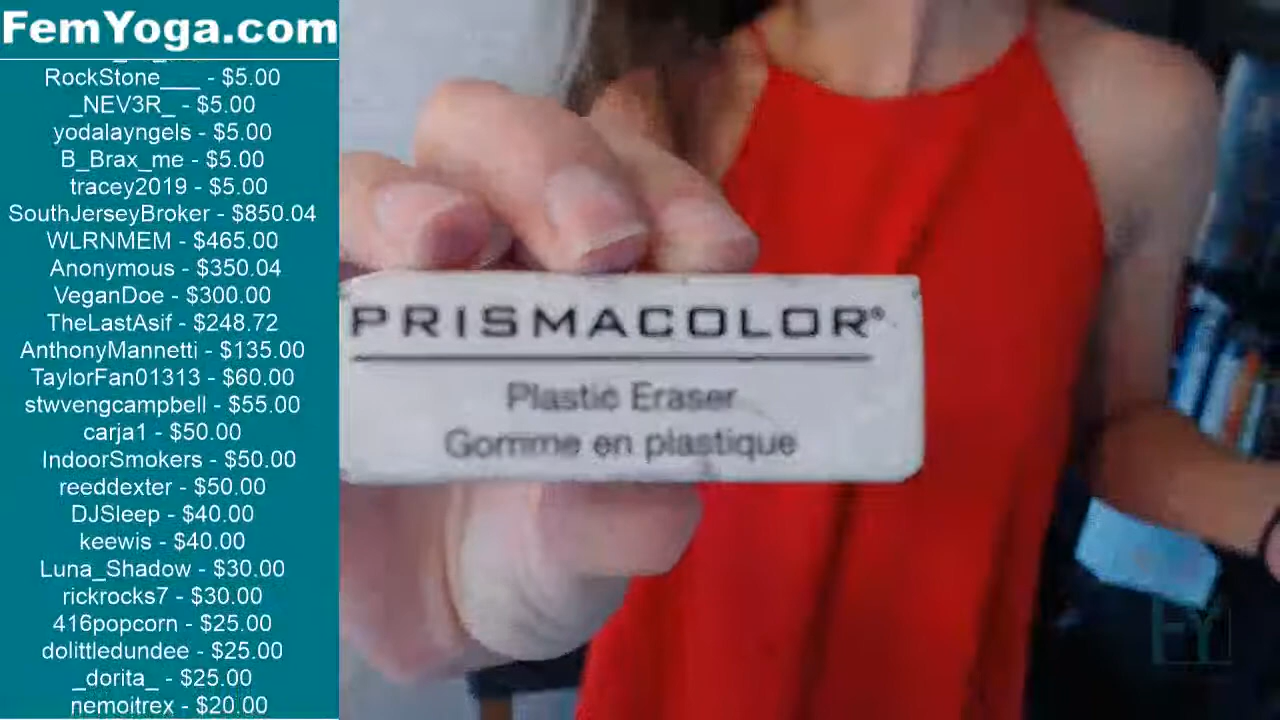 FemYoga.com
RockStone___ - $5.00
_NEV3R_ - $5.00
yodalayngels - $5.00
B_Brax_me - $5.00
tracey2019 - $5.00
SouthJerseyBroker - $850.04
WLRNMEM - $465.00
Anonymous - $350.04
VeganDoe - $300.00
TheLastAsif - $248.72
AnthonyMannetti - $135.00
TaylorFan01313 - $60.00
stwvengcampbell - $55.00
carja1 - $50.00
IndoorSmokers - $50.00
reeddexter - $50.00
DJSleep - $40.00
keewis - $40.00
Luna_Shadow - $30.00
rickrocks7 - $30.00
416popcorn - $25.00
dolittledundee - $25.00
_dorita_ - $25.00
nemoitrex - $20.00
PRISMACOLOR®
Plastic Eraser
Gomme en plastique
FY